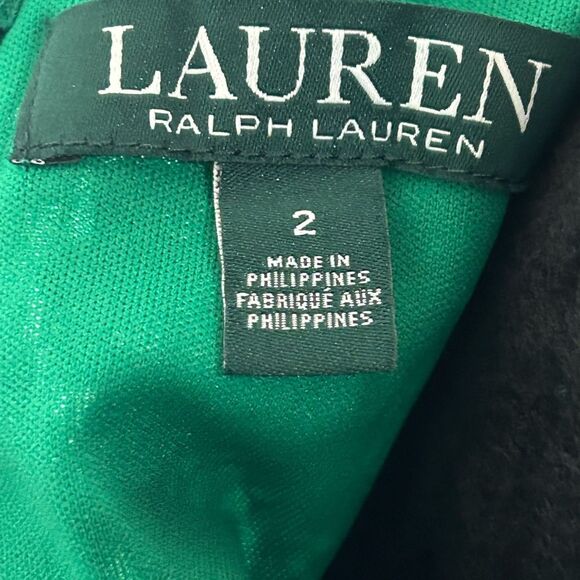 LAUREN
RALPH LAUREN
2
MADE IN
PHILIPPINES
FABRIQUÉ AUX
PHILIPPINES